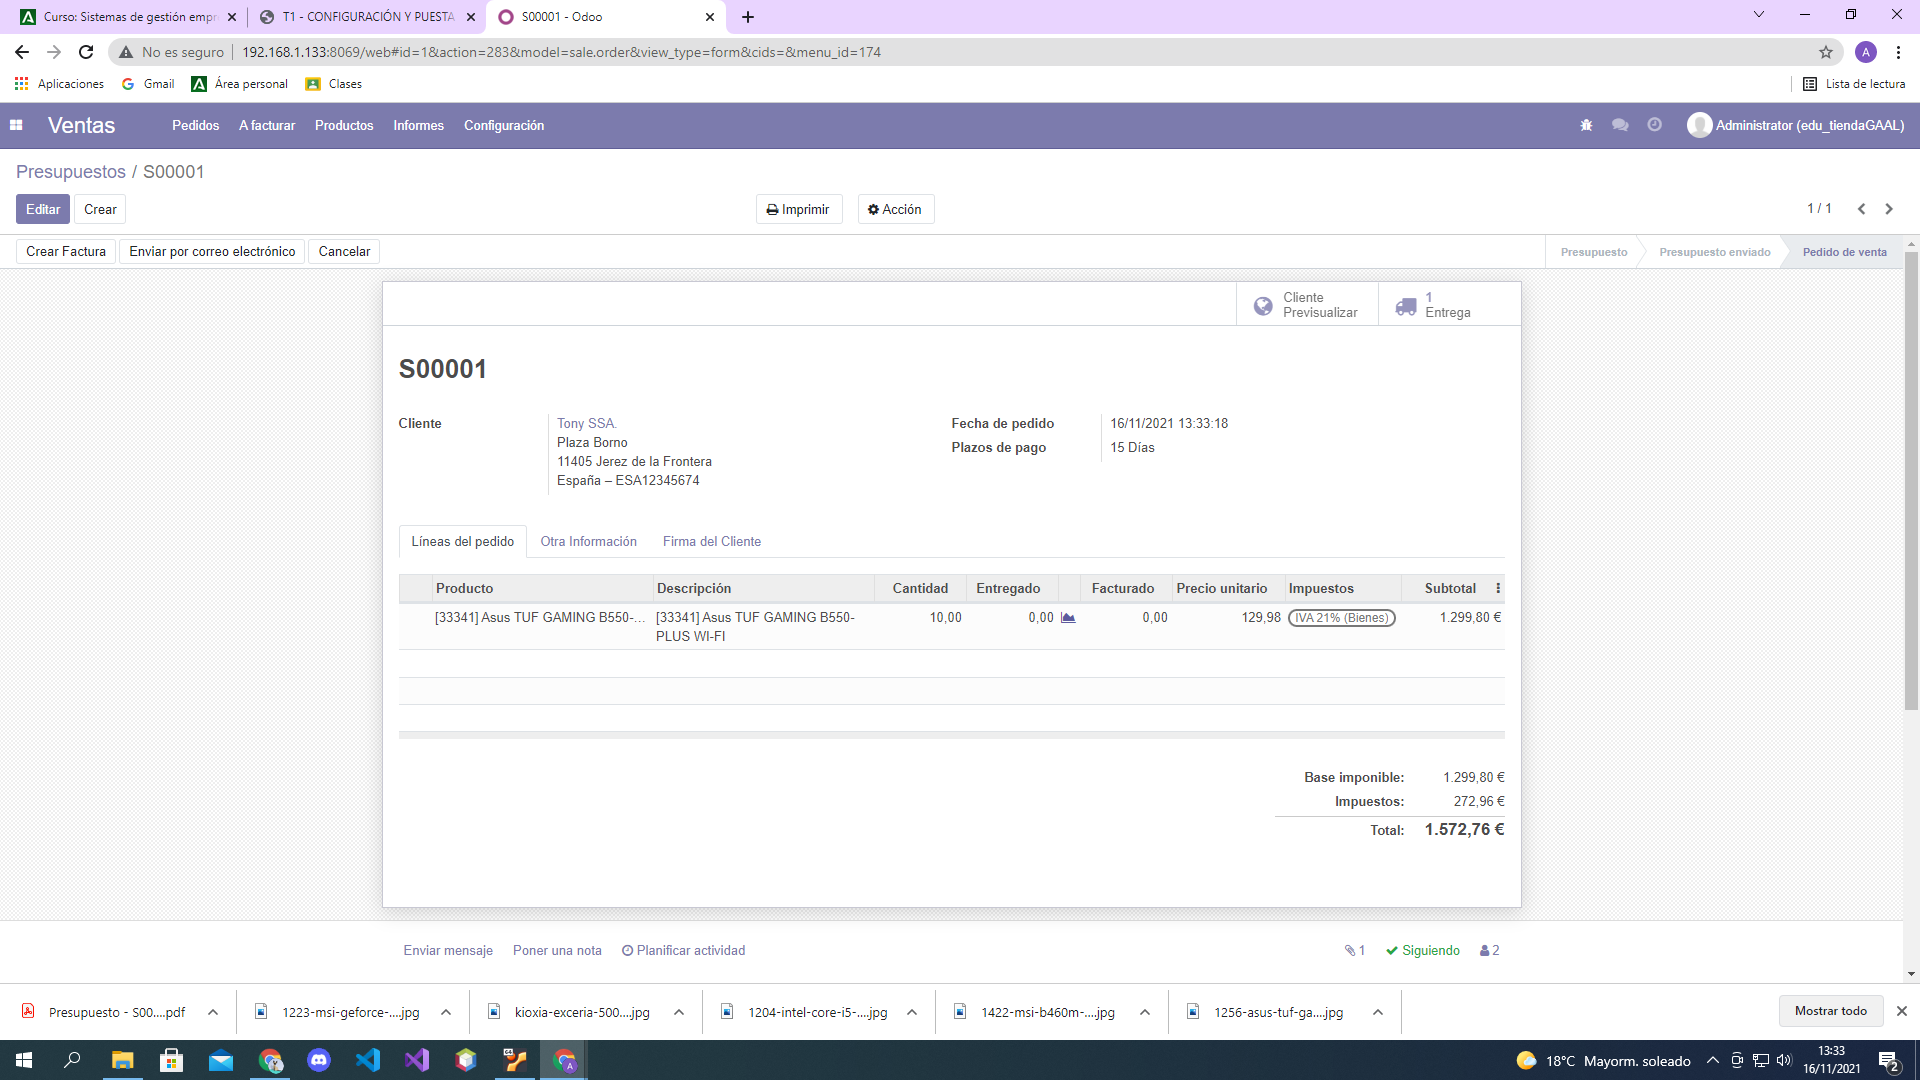 Curso: Sistemas de gestión empr
T1 - CONFIGURACIÓN Y PUESTA
S00001 - Odoo
No es seguro
192.168.1.133:8069/web#id=1&action=283&model=sale.order&view_type=form&cids=&menu_id=174
A
Aplicaciones
Gmail
Área personal
Clases
Lista de lectura
Ventas
Pedidos
A facturar
Productos
Informes
Configuración
Administrator (edu_tiendaGAAL)
Presupuestos / S00001
Editar
Crear
Imprimir
Acción
1 / 1
Crear Factura
Enviar por correo electrónico
Cancelar
Presupuesto
Presupuesto enviado
Pedido de venta
Cliente
Previsualizar
1
Entrega
S00001
Cliente
Tony SSA.
Plaza Borno
11405 Jerez de la Frontera
España – ESA12345674
Fecha de pedido
16/11/2021 13:33:18
Plazos de pago
15 Días
Líneas del pedido
Otra Información
Firma del Cliente
Producto
Descripción
Cantidad
Entregado
Facturado
Precio unitario
Impuestos
Subtotal
[33341] Asus TUF GAMING B550-...
[33341] Asus TUF GAMING B550-
PLUS WI-FI
10,00
0,00
0,00
129,98
IVA 21% (Bienes)
1.299,80 €
Base imponible:
1.299,80 €
Impuestos:
272,96 €
Total:
1.572,76 €
Enviar mensaje
Poner una nota
Planificar actividad
1
Siguiendo
2
Presupuesto - S00....pdf
1223-msi-geforce-....jpg
kioxia-exceria-500....jpg
1204-intel-core-i5-....jpg
1422-msi-b460m-....jpg
1256-asus-tuf-ga....jpg
Mostrar todo
18°C
Mayorm. soleado
13:33
16/11/2021
2